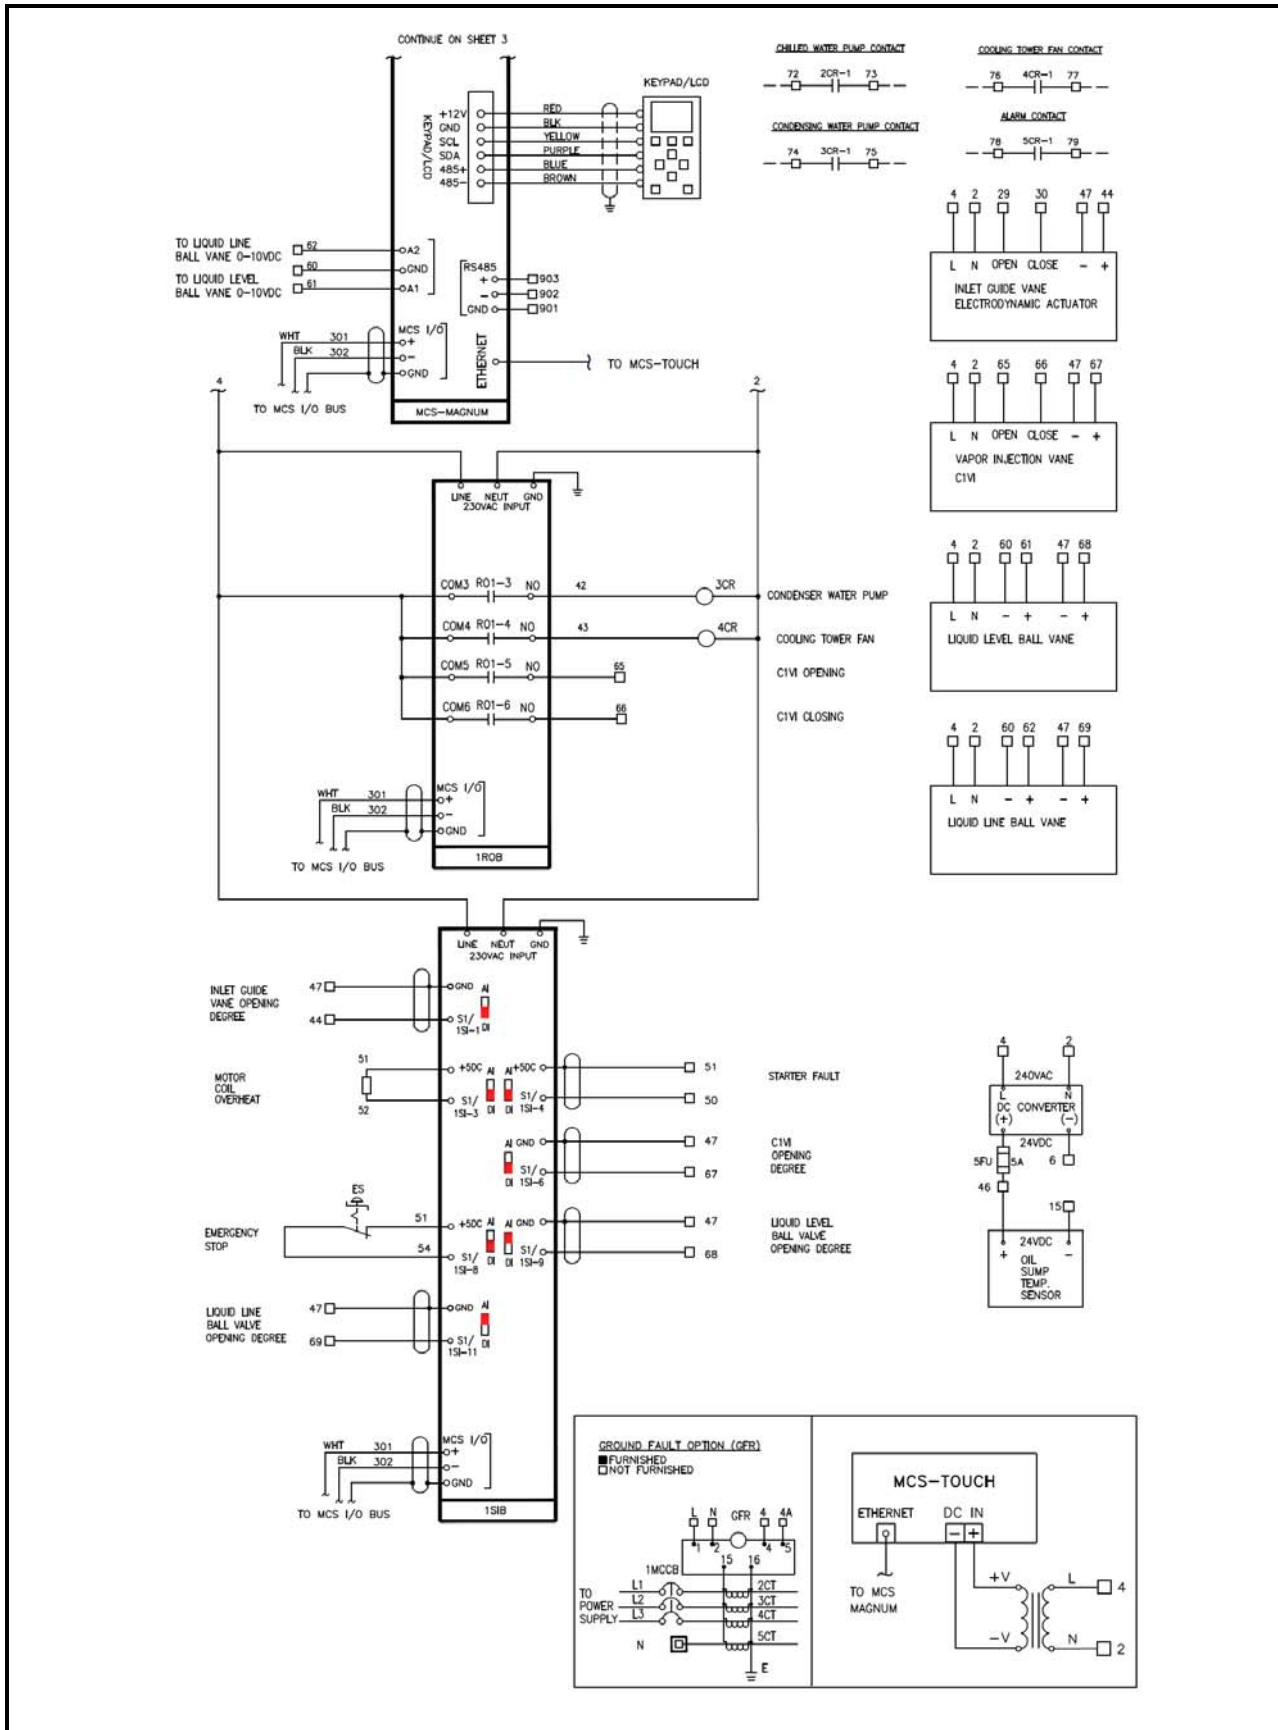 CONTINUE ON SHEET 3
KEYPAD/LCD
+12V
GND
SCL
SDA
485+
485-
RED
BLK
YELLOW
PURPLE
BLUE
BROWN
KEYPAD/LCD
CHILLED WATER PUMP CONTACT
72 2CR-1 73
COOLING TOWER FAN CONTACT
76 4CR-1 77
CONDENSING WATER PUMP CONTACT
74 3CR-1 75
ALARM CONTACT
78 5CR-1 79
TO LIQUID LINE
BALL VANE 0-10VDC
TO LIQUID LEVEL
BALL VANE 0-10VDC
62
60
61
A2
GND
A1
RS485
+ 903
- 902
GND 901
WHT 301
BLK 302
MCS I/O
+
-
GND
TO MCS I/O BUS
ETHERNET
TO MCS-TOUCH
MCS-MAGNUM
4
2
4 2 29 30 47 44
L N OPEN CLOSE - +
INLET GUIDE VANE
ELECTRODYNAMIC ACTUATOR
4 2 65 66 47 67
L N OPEN CLOSE - +
VAPOR INJECTION VANE
C1VI
4 2 60 61 47 68
L N - + - +
LIQUID LEVEL BALL VANE
4 2 60 62 47 69
L N - + - +
LIQUID LINE BALL VANE
LINE NEUT GND
230VAC INPUT
COM3 RO1-3 NO 42 3CR CONDENSER WATER PUMP
COM4 RO1-4 NO 43 4CR COOLING TOWER FAN
COM5 RO1-5 NO 65 C1VI OPENING
COM6 RO1-6 NO 66 C1VI CLOSING
WHT 301
BLK 302
MCS I/O
+
-
GND
TO MCS I/O BUS
1ROB
LINE NEUT GND
230VAC INPUT
INLET GUIDE
VANE OPENING
DEGREE
47 GND AI
44 S1/
1SI-1 DI
MOTOR
COIL
OVERHEAT
51
52
+5DC AI
S1/
1SI-3 DI
AI +5DC 51
S1/ 50
DI 1SI-4
STARTER FAULT
AI GND 47
S1/ 67
DI 1SI-6
C1VI
OPENING
DEGREE
EMERGENCY
STOP
ES
51 +5DC AI
54 S1/
1SI-8 DI
AI GND 47
S1/ 68
DI 1SI-9
LIQUID LEVEL
BALL VALVE
OPENING DEGREE
LIQUID LINE
BALL VALVE
OPENING DEGREE
47 GND AI
69 S1/
1SI-11 DI
WHT 301
BLK 302
MCS I/O
+
-
GND
TO MCS I/O BUS
1SIB
4 2
240VAC
L N
DC CONVERTER
(+) (-)
24VDC
5FU 5A 6
46
15
24VDC
+ -
OIL
SUMP
TEMP.
SENSOR
GROUND FAULT OPTION (GFR)
FURNISHED
NOT FURNISHED
L N GFR 4 4A
1 2 4 5
15 16
1MCCB
TO
POWER
SUPPLY
L1 2CT
L2 3CT
L3 4CT
N 5CT
E
MCS-TOUCH
ETHERNET DC IN
- +
TO MCS
MAGNUM
+V L 4
-V N 2